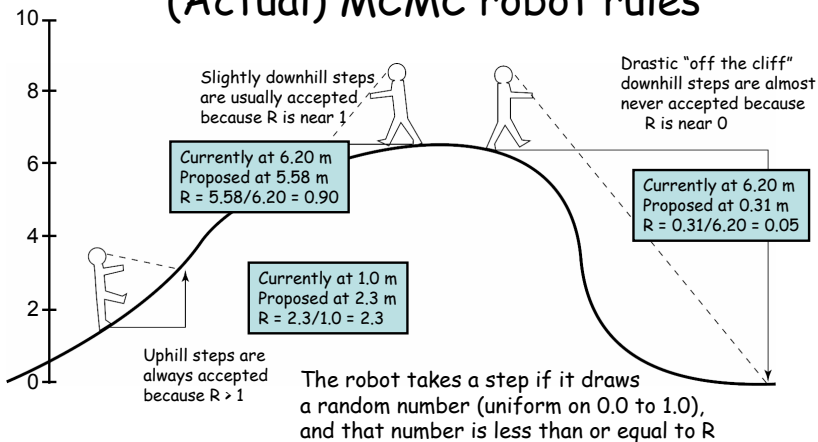 (Actual) MCMC robot rules
10
8
6
4
2
0
Slightly downhill steps
are usually accepted
because R is near 1
Drastic “off the cliff”
downhill steps are almost
never accepted because
R is near 0
Currently at 6.20 m
Proposed at 5.58 m
R = 5.58/6.20 = 0.90
Currently at 6.20 m
Proposed at 0.31 m
R = 0.31/6.20 = 0.05
Currently at 1.0 m
Proposed at 2.3 m
R = 2.3/1.0 = 2.3
Uphill steps are
always accepted
because R > 1
The robot takes a step if it draws
a random number (uniform on 0.0 to 1.0),
and that number is less than or equal to R